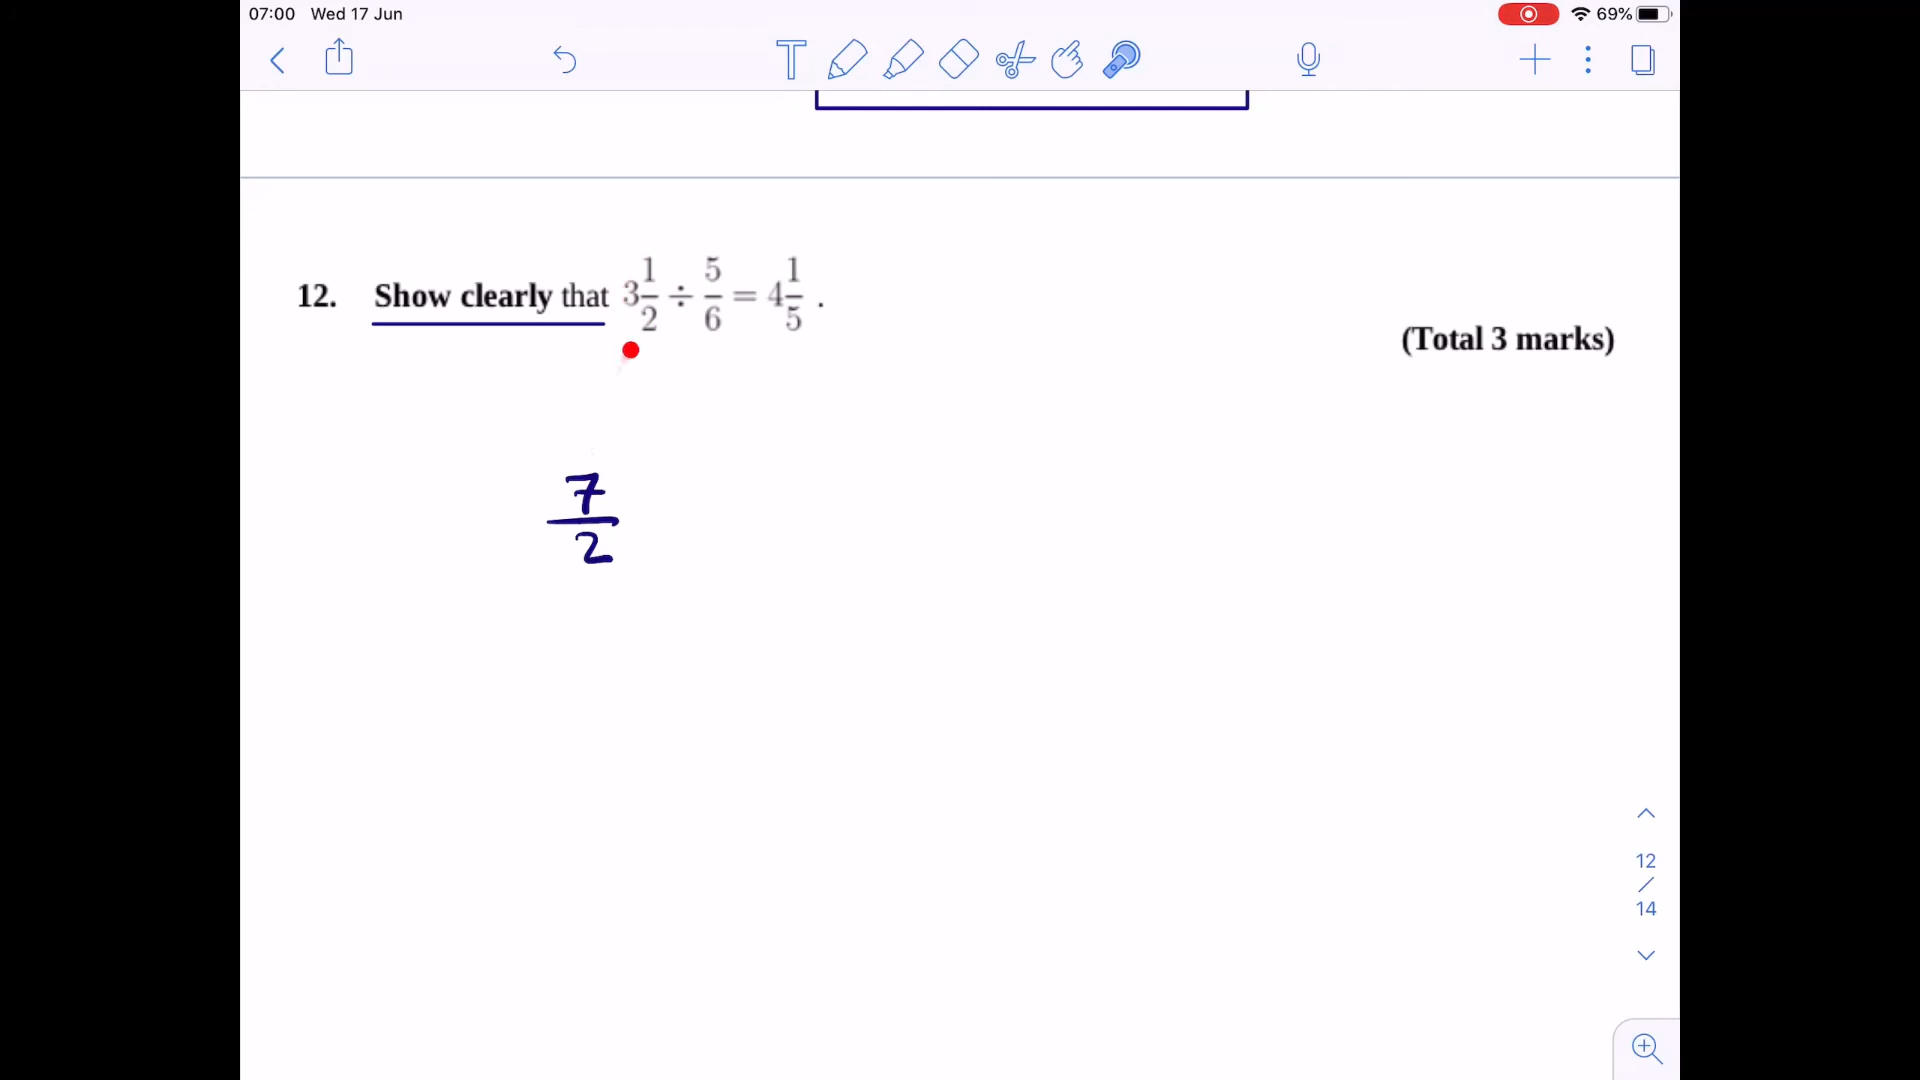 07:00 Wed 17 Jun 69%
12. Show clearly that 3 1/2 ÷ 5/6 = 4 1/5 .
(Total 3 marks)
7/2
12
/
14